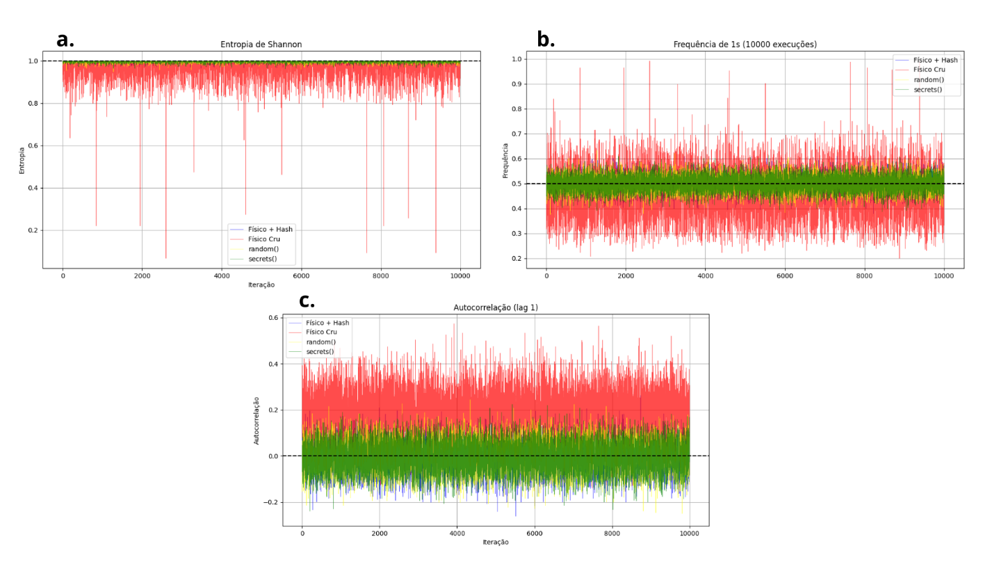 a.
Entropia de Shannon
1.0
0.8
0.6
0.4
0.2
Entropia
Físico + Hash
Físico Cru
random()
secrets()
0 2000 4000 6000 8000 10000
Iteração
b.
Frequência de 1s (10000 execuções)
1.0
0.9
0.8
0.7
0.6
0.5
0.4
0.3
0.2
Frequência
Físico + Hash
Físico Cru
random()
secrets()
0 2000 4000 6000 8000 10000
c.
Autocorrelação (lag 1)
0.6
0.4
0.2
0.0
−0.2
Autocorrelação
Físico + Hash
Físico Cru
random()
secrets()
0 2000 4000 6000 8000 10000
Iteração